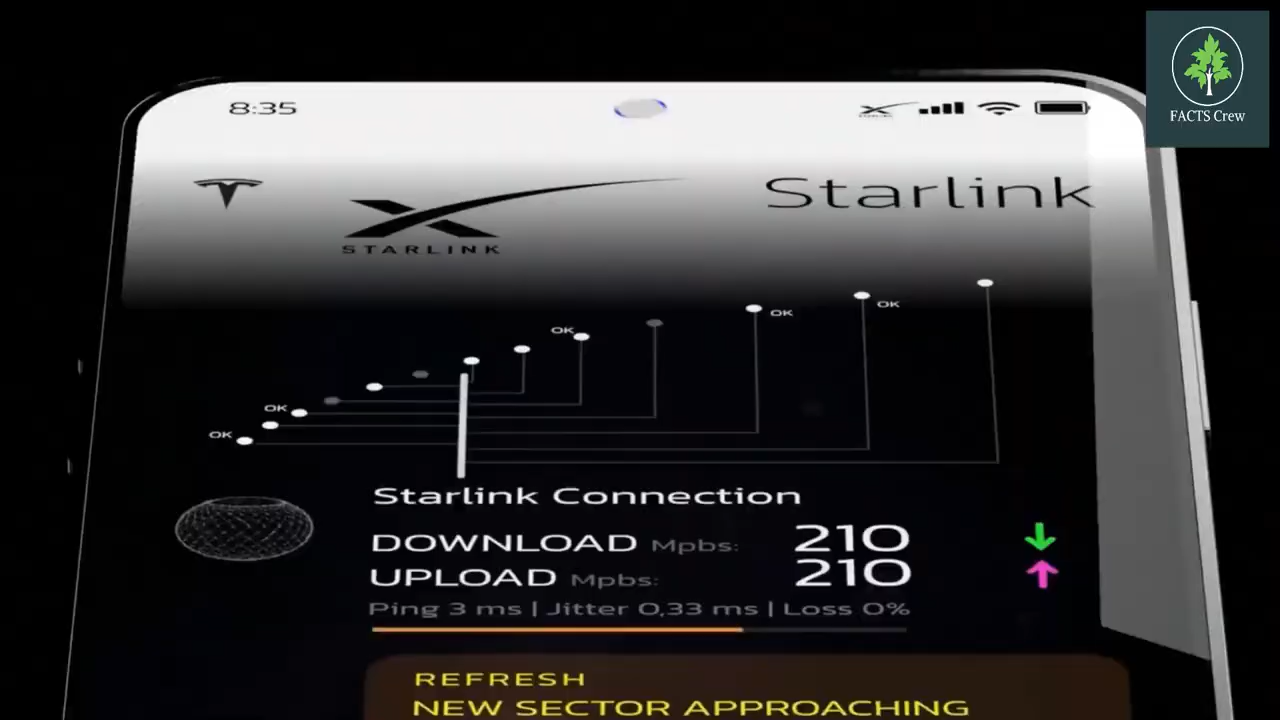 FACTS Crew
8:35
Starlink
STARLINK
OK
OK
OK
OK
OK
Starlink Connection
DOWNLOAD Mpbs: 210
UPLOAD Mpbs: 210
Ping 3 ms | Jitter 0,33 ms | Loss 0%
REFRESH
NEW SECTOR APPROACHING